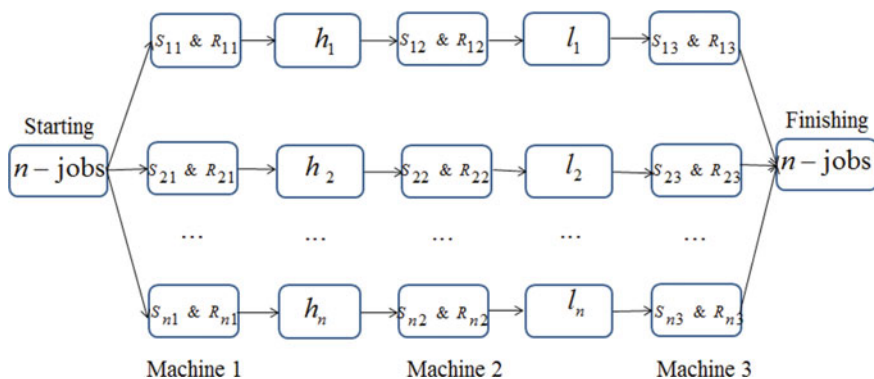 S₁₁ & R₁₁ h₁ S₁₂ & R₁₂ l₁ S₁₃ & R₁₃
Starting
Finishing
n – jobs
n – jobs
S₂₁ & R₂₁ h₂ S₂₂ & R₂₂ l₂ S₂₃ & R₂₃
... ... ... ... ...
Sₙ₁ & Rₙ₁ hₙ Sₙ₂ & Rₙ₂ lₙ Sₙ₃ & Rₙ₃
Machine 1 Machine 2 Machine 3